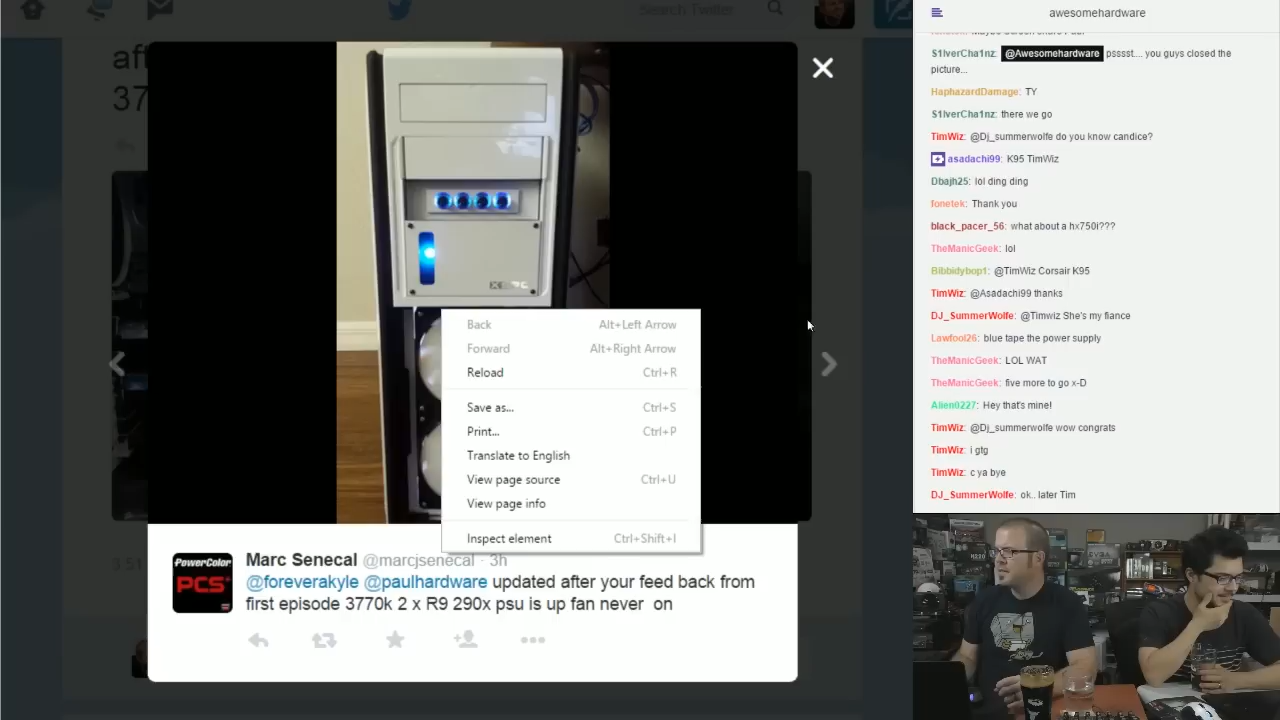 Search Twitter
af
37
Back Alt+Left Arrow
Forward Alt+Right Arrow
Reload Ctrl+R
Save as... Ctrl+S
Print... Ctrl+P
Translate to English
View page source Ctrl+U
View page info
Inspect element Ctrl+Shift+I
PowerColor
PCS+
Marc Senecal @marcjsenecal · 3h
@foreverakyle @paulhardware updated after your feed back from
first episode 3770k 2 x R9 290x psu is up fan never on
awesomehardware
S1lverCha1nz: @Awesomehardware psssst.... you guys closed the
picture...
HaphazardDamage: TY
S1lverCha1nz: there we go
TimWiz: @Dj_summerwolfe do you know candice?
asadachi99: K95 TimWiz
Dbajh25: lol ding ding
fonetek: Thank you
black_pacer_56: what about a hx750i???
TheManicGeek: lol
Bibbidybop1: @TimWiz Corsair K95
TimWiz: @Asadachi99 thanks
DJ_SummerWolfe: @Timwiz She's my fiance
Lawfool26: blue tape the power supply
TheManicGeek: LOL WAT
TheManicGeek: five more to go x-D
Alien0227: Hey that's mine!
TimWiz: @Dj_summerwolfe wow congrats
TimWiz: i gtg
TimWiz: c ya bye
DJ_SummerWolfe: ok.. later Tim